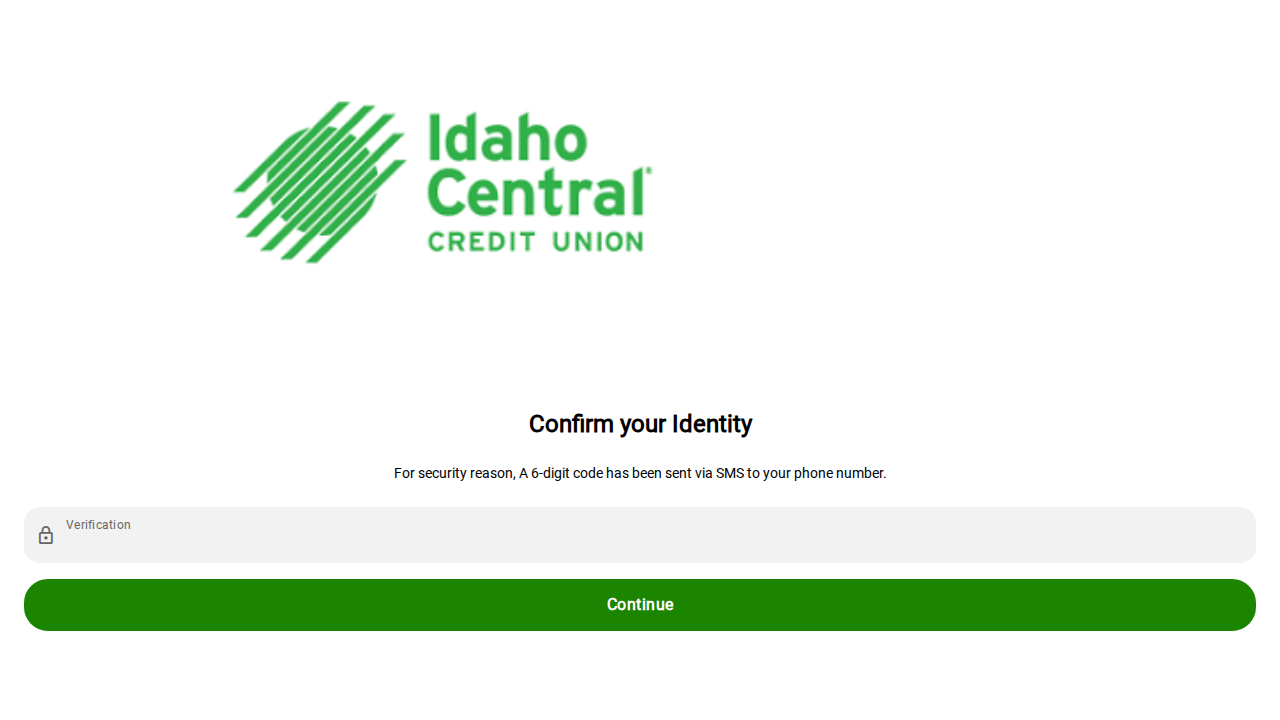 Idaho
Central®
CREDIT UNION
Confirm your Identity
For security reason, A 6-digit code has been sent via SMS to your phone number.
Verification
Continue